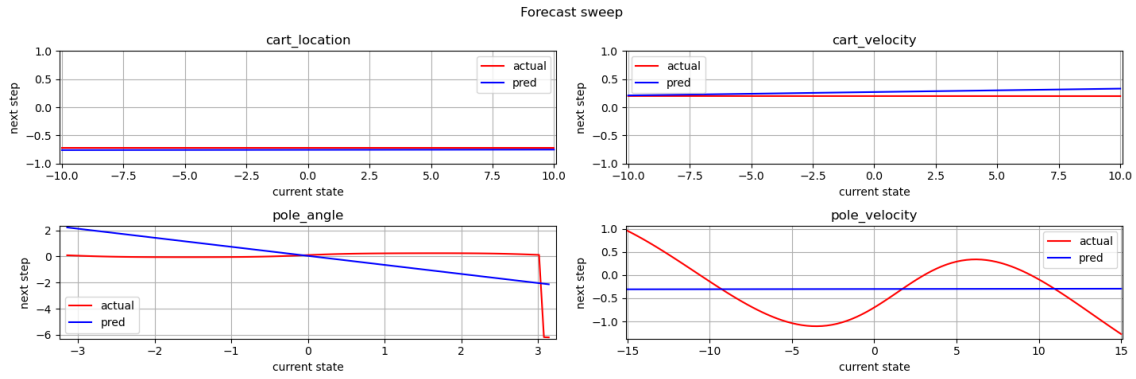 Forecast sweep
cart_location
next step
1.0
0.5
0.0
−0.5
−1.0
actual
pred
−10.0 −7.5 −5.0 −2.5 0.0 2.5 5.0 7.5 10.0
current state
cart_velocity
next step
1.0
0.5
0.0
−0.5
−1.0
actual
pred
−10.0 −7.5 −5.0 −2.5 0.0 2.5 5.0 7.5 10.0
current state
pole_angle
next step
2
0
−2
−4
−6
actual
pred
−3 −2 −1 0 1 2 3
current state
pole_velocity
next step
1.0
0.5
0.0
−0.5
−1.0
actual
pred
−15 −10 −5 0 5 10 15
current state